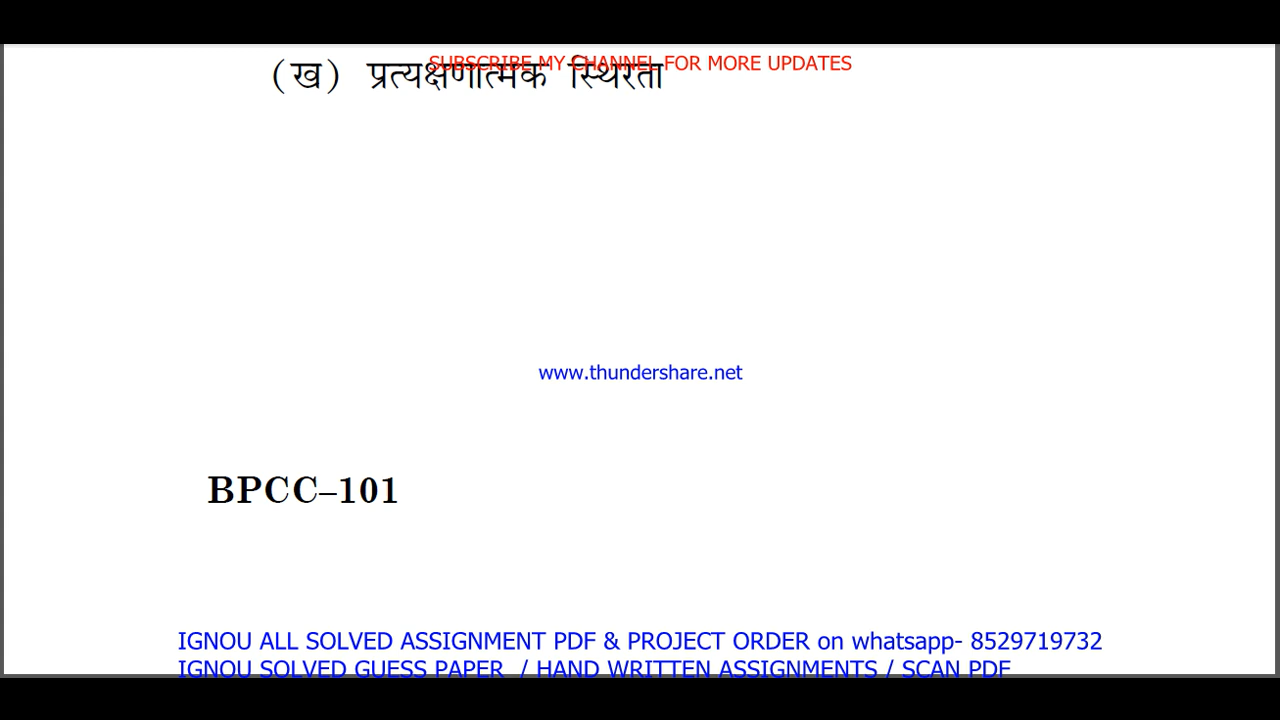 SUBSCRIBE MY CHANNEL FOR MORE UPDATES
(ख) प्रत्यक्षणात्मक स्थिरता
www.thundershare.net
BPCC–101
IGNOU ALL SOLVED ASSIGNMENT PDF & PROJECT ORDER on whatsapp- 8529719732
IGNOU SOLVED GUESS PAPER / HAND WRITTEN ASSIGNMENTS / SCAN PDF